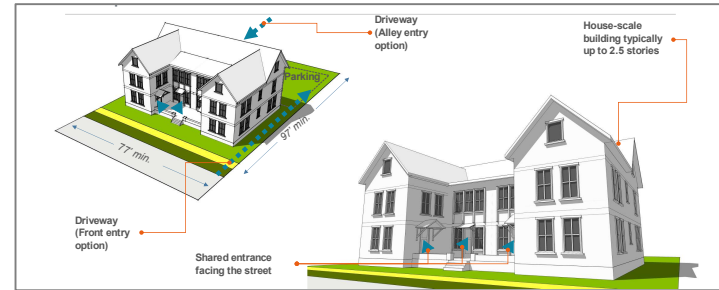 Driveway
(Alley entry
option)
House-scale
building typically
up to 2.5 stories
Parking
77' min.
97' min.
Driveway
(Front entry
option)
Shared entrance
facing the street